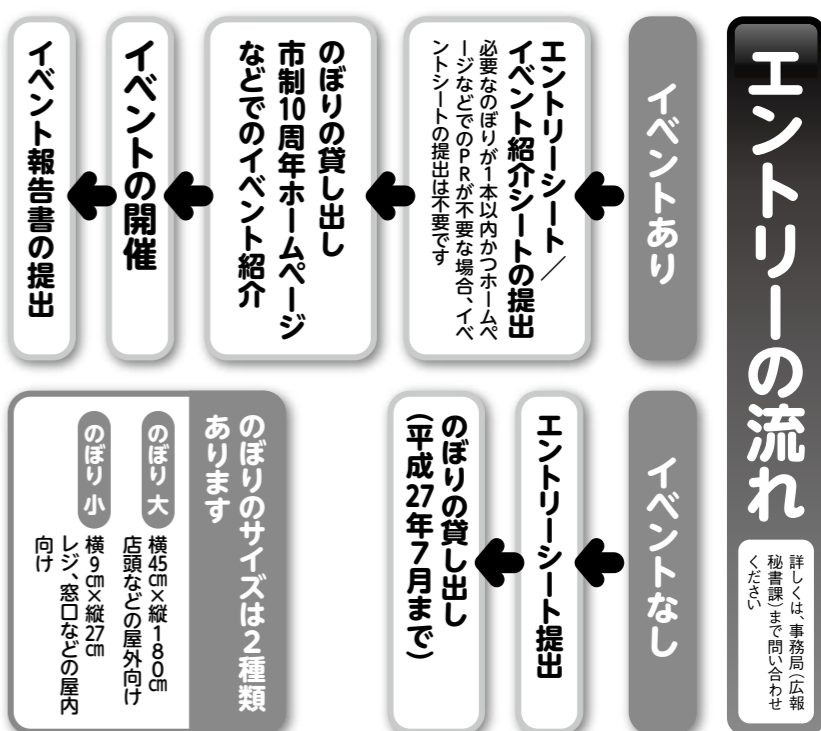 エントリーの流れ
詳しくは、事務局(広報
秘書課)まで問い合わせ
ください
イベントあり
エントリーシート／
イベント紹介シートの提出
必要なのぼりが1本以内かつホームペ
ージなどでのPRが不要な場合、イベ
ントシートの提出は不要です
のぼりの貸し出し
市制10周年ホームページ
などでのイベント紹介
イベントの開催
イベント報告書の提出
イベントなし
エントリーシート提出
のぼりの貸し出し
(平成27年7月まで)
のぼりのサイズは2種類
あります
のぼり 大
横45㎝×縦180㎝
店頭などの屋外向け
のぼり 小
横9㎝×縦27㎝
レジ、窓口などの屋内
向け